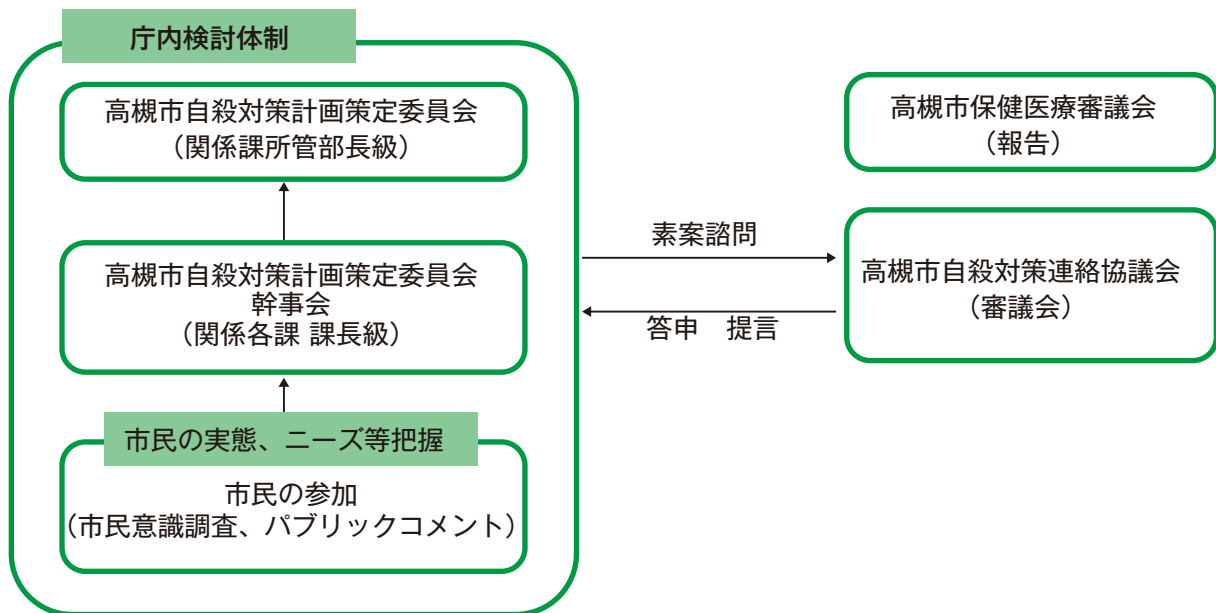 庁内検討体制
高槻市自殺対策計画策定委員会
（関係課所管部長級）
高槻市自殺対策計画策定委員会
幹事会
（関係各課 課長級）
市民の実態、ニーズ等把握
市民の参加
（市民意識調査、パブリックコメント）
素案諮問
答申　提言
高槻市保健医療審議会
（報告）
高槻市自殺対策連絡協議会
（審議会）